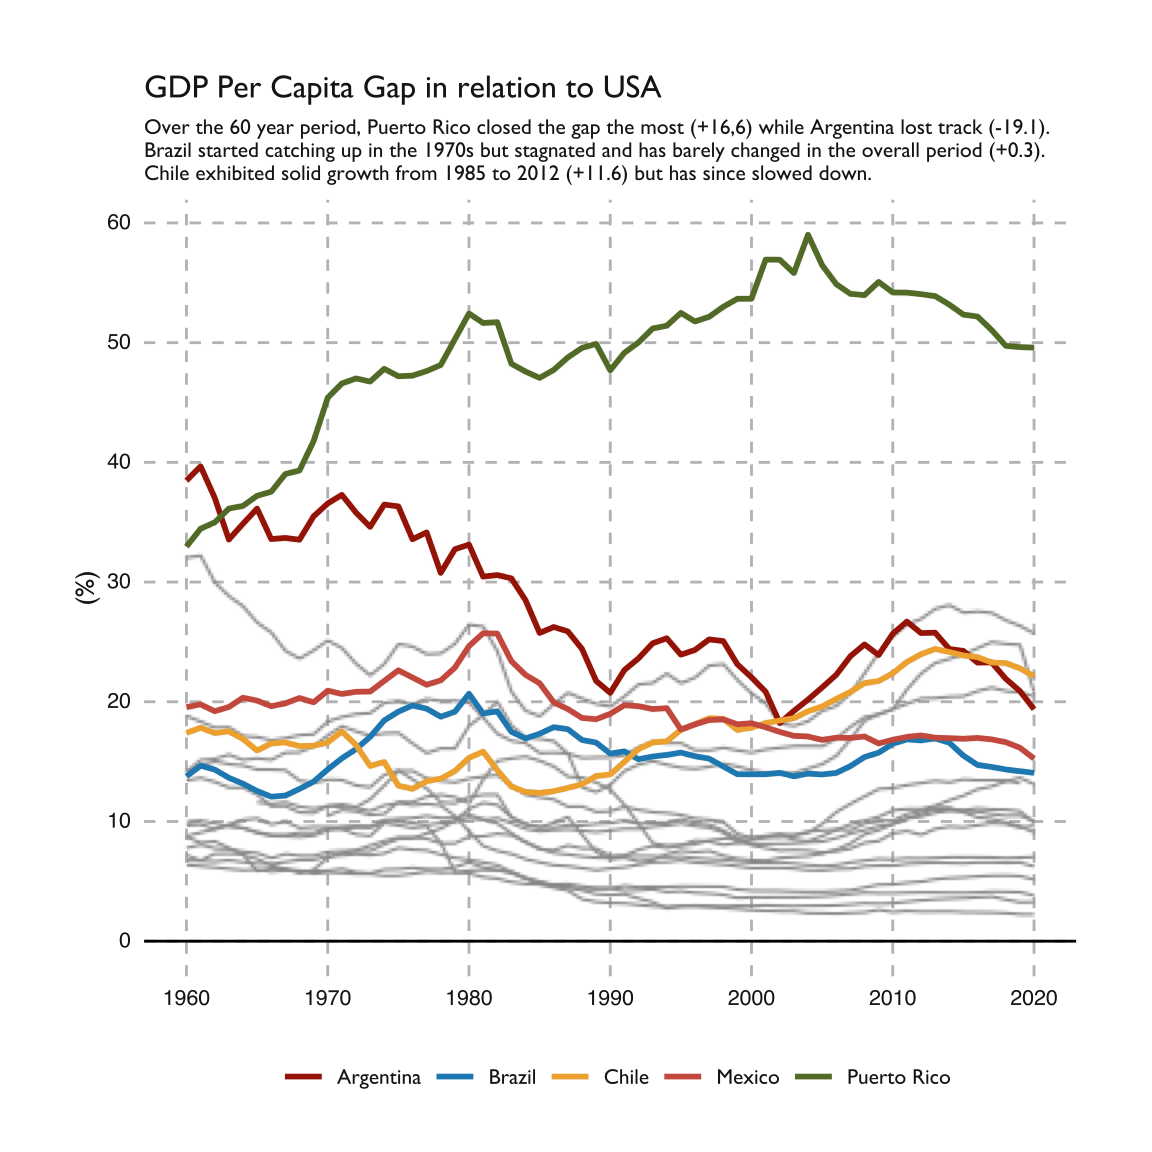 GDP Per Capita Gap in relation to USA
Over the 60 year period, Puerto Rico closed the gap the most (+16,6) while Argentina lost track (-19.1).
Brazil started catching up in the 1970s but stagnated and has barely changed in the overall period (+0.3).
Chile exhibited solid growth from 1985 to 2012 (+11.6) but has since slowed down.
60
50
40
30
20
10
0
(%)
1960 1970 1980 1990 2000 2010 2020
Argentina Brazil Chile Mexico Puerto Rico